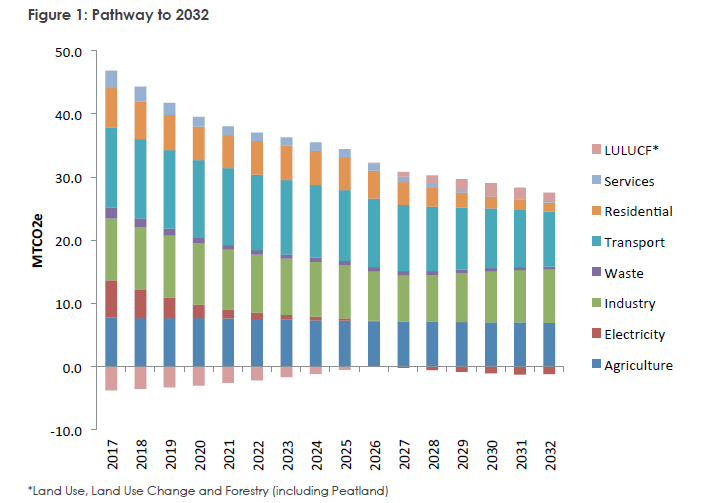 Figure 1: Pathway to 2032
50.0
40.0
30.0
20.0
10.0
0.0
-10.0
MTCO2e
2017 2018 2019 2020 2021 2022 2023 2024 2025 2026 2027 2028 2029 2030 2031 2032
LULUCF*
Services
Residential
Transport
Waste
Industry
Electricity
Agriculture
*Land Use, Land Use Change and Forestry (including Peatland)